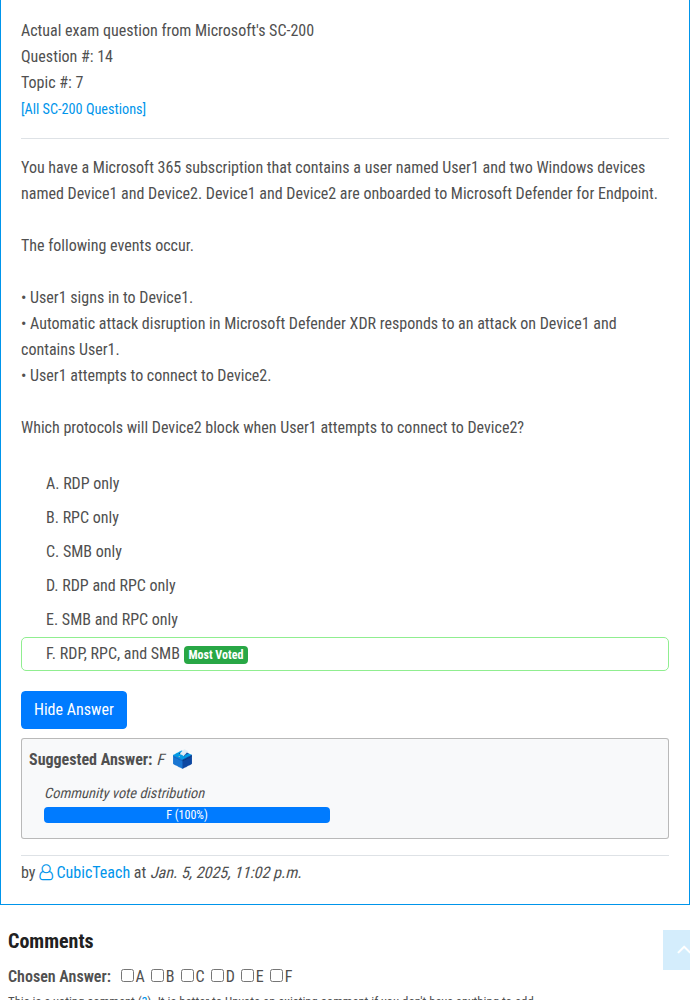 Actual exam question from Microsoft's SC-200
Question #: 14
Topic #: 7
[All SC-200 Questions]
You have a Microsoft 365 subscription that contains a user named User1 and two Windows devices
named Device1 and Device2. Device1 and Device2 are onboarded to Microsoft Defender for Endpoint.
The following events occur.
• User1 signs in to Device1.
• Automatic attack disruption in Microsoft Defender XDR responds to an attack on Device1 and
contains User1.
• User1 attempts to connect to Device2.
Which protocols will Device2 block when User1 attempts to connect to Device2?
A. RDP only
B. RPC only
C. SMB only
D. RDP and RPC only
E. SMB and RPC only
F. RDP, RPC, and SMB Most Voted
Hide Answer
Suggested Answer: F
Community vote distribution
F (100%)
by CubicTeach at Jan. 5, 2025, 11:02 p.m.
Comments
Chosen Answer: A B C D E F